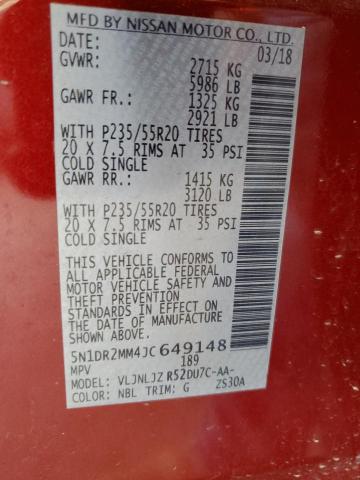 MFD BY NISSAN MOTOR CO., LTD.
DATE: 03/18
GVWR: 2715 KG
5986 LB
GAWR FR.: 1325 KG
2921 LB
WITH P235/55R20 TIRES
20 X 7.5 RIMS AT 35 PSI
COLD SINGLE
GAWR RR.: 1415 KG
3120 LB
WITH P235/55R20 TIRES
20 X 7.5 RIMS AT 35 PSI
COLD SINGLE
THIS VEHICLE CONFORMS TO
ALL APPLICABLE FEDERAL
MOTOR VEHICLE SAFETY, BUMPER,
AND THEFT PREVENTION
STANDARDS IN EFFECT ON THE
DATE OF MANUFACTURE
SHOWN ABOVE.
5N1DR2MM4JC649148
MPV 189
MODEL: VLJNLJZ R52DU7C-AA-
COLOR: NBL TRIM: G ZS30A